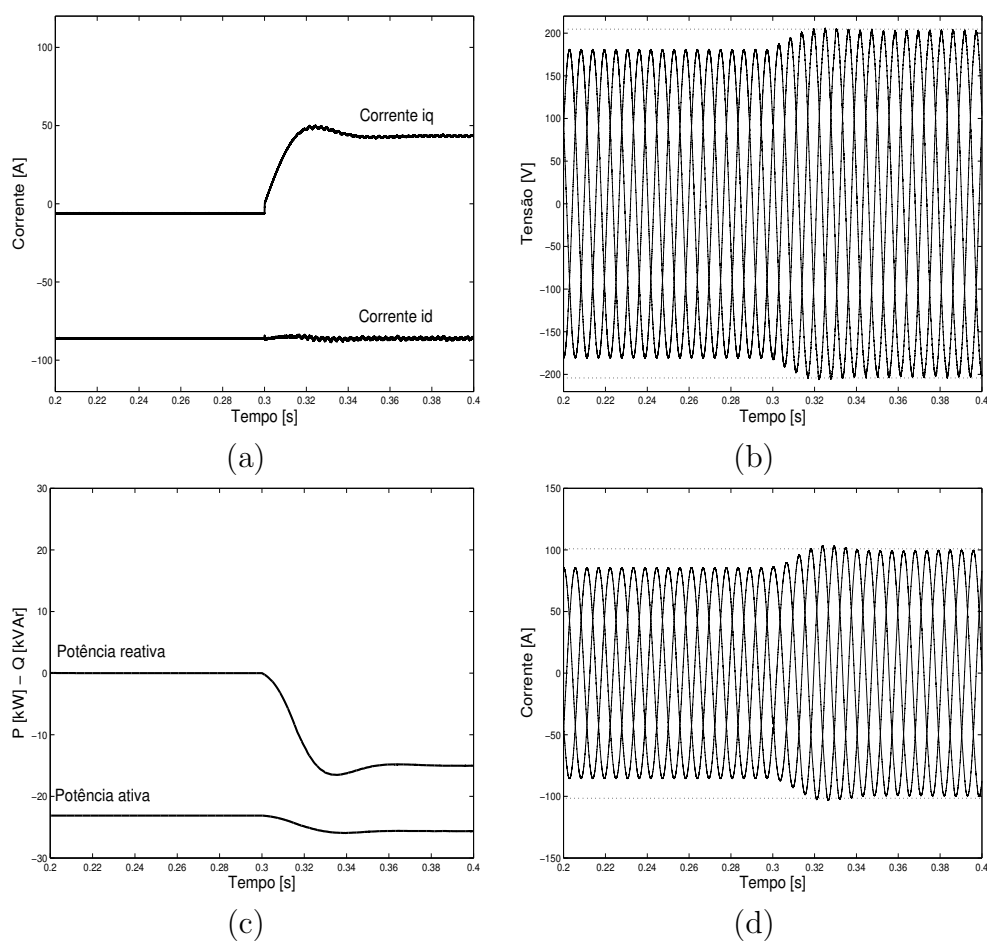 100
50
0
−50
−100
Corrente [A]
Corrente iq
Corrente id
0.2 0.22 0.24 0.26 0.28 0.3 0.32 0.34 0.36 0.38 0.4
Tempo [s]
(a)
200
150
100
50
0
−50
−100
−150
−200
Tensão [V]
0.2 0.22 0.24 0.26 0.28 0.3 0.32 0.34 0.36 0.38 0.4
Tempo [s]
(b)
30
20
10
0
−10
−20
−30
P [kW] − Q [kVAr]
Potência reativa
Potência ativa
0.2 0.22 0.24 0.26 0.28 0.3 0.32 0.34 0.36 0.38 0.4
Tempo [s]
(c)
150
100
50
0
−50
−100
−150
Corrente [A]
0.2 0.22 0.24 0.26 0.28 0.3 0.32 0.34 0.36 0.38 0.4
Tempo [s]
(d)